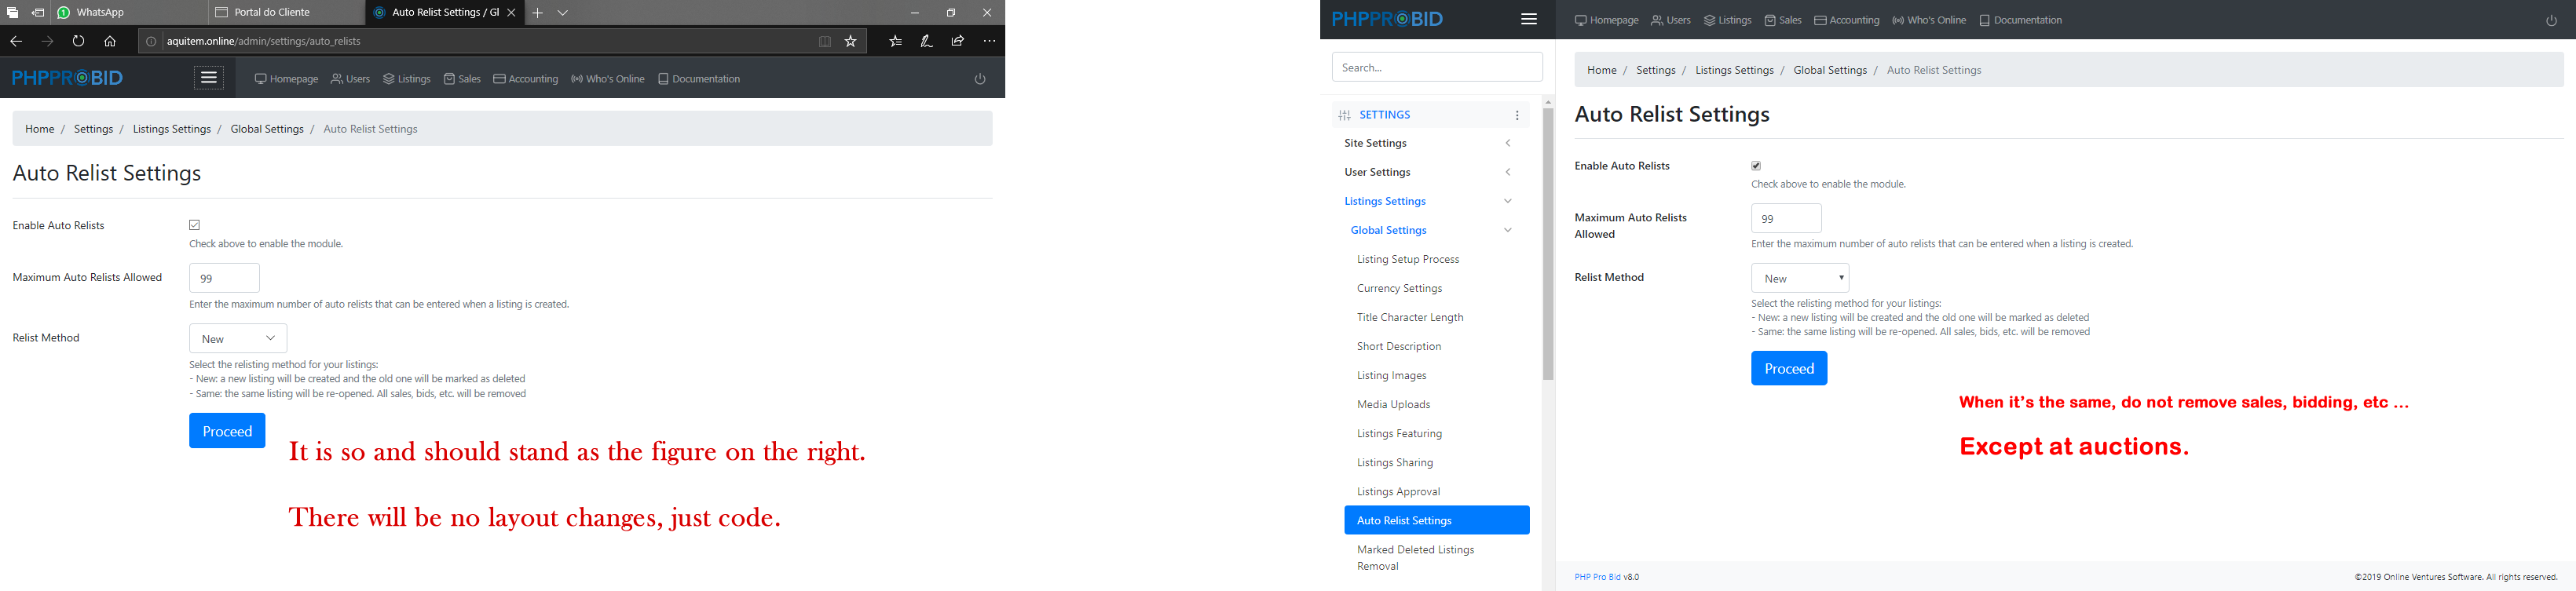 WhatsApp
Portal do Cliente
Auto Relist Settings / Gl
aquitem.online/admin/settings/auto_relists
PHPPROBID
Homepage
Users
Listings
Sales
Accounting
Who's Online
Documentation
Home / Settings / Listings Settings / Global Settings / Auto Relist Settings
Auto Relist Settings
Enable Auto Relists
Check above to enable the module.
Maximum Auto Relists Allowed
99
Enter the maximum number of auto relists that can be entered when a listing is created.
Relist Method
New
Select the relisting method for your listings:
- New: a new listing will be created and the old one will be marked as deleted
- Same: the same listing will be re-opened. All sales, bids, etc. will be removed
Proceed
It is so and should stand as the figure on the right.
There will be no layout changes, just code.
PHPPROBID
Homepage
Users
Listings
Sales
Accounting
Who's Online
Documentation
Search...
SETTINGS
Site Settings
User Settings
Listings Settings
Global Settings
Listing Setup Process
Currency Settings
Title Character Length
Short Description
Listing Images
Media Uploads
Listings Featuring
Listings Sharing
Listings Approval
Auto Relist Settings
Marked Deleted Listings
Removal
Home / Settings / Listings Settings / Global Settings / Auto Relist Settings
Auto Relist Settings
Enable Auto Relists
Check above to enable the module.
Maximum Auto Relists
Allowed
99
Enter the maximum number of auto relists that can be entered when a listing is created.
Relist Method
New
Select the relisting method for your listings:
- New: a new listing will be created and the old one will be marked as deleted
- Same: the same listing will be re-opened. All sales, bids, etc. will be removed
Proceed
When it's the same, do not remove sales, bidding, etc ...
Except at auctions.
PHP Pro Bid v8.0
©2019 Online Ventures Software. All rights reserved.